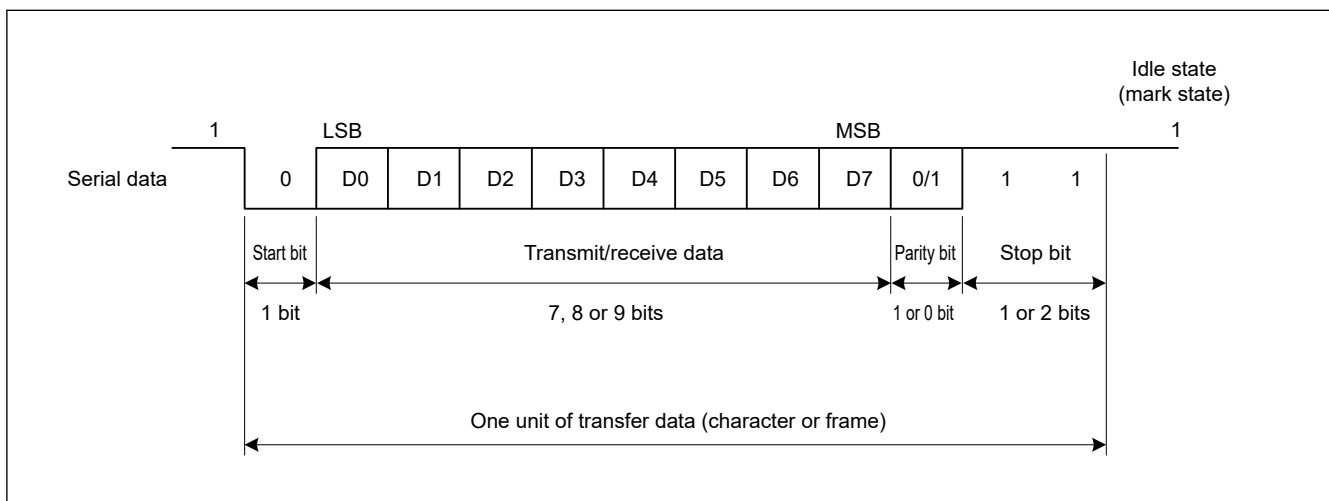 Idle state
(mark state)
1 LSB MSB 1
Serial data 0 D0 D1 D2 D3 D4 D5 D6 D7 0/1 1 1
Start bit Transmit/receive data Parity bit Stop bit
1 bit 7, 8 or 9 bits 1 or 0 bit 1 or 2 bits
One unit of transfer data (character or frame)